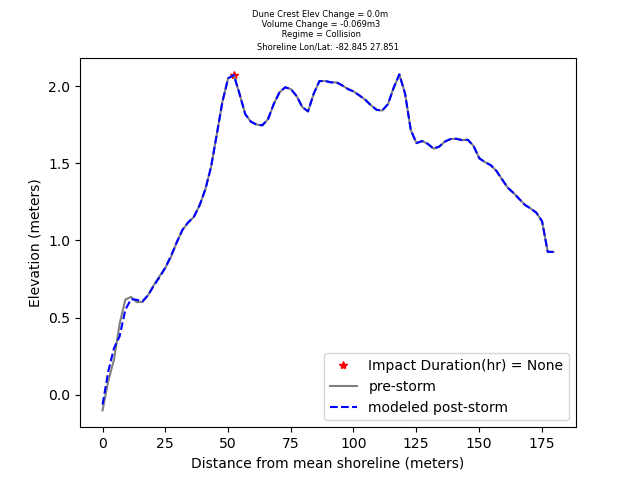 Dune Crest Elev Change = 0.0m
Volume Change = -0.069m3
Regime = Collision
Shoreline Lon/Lat: -82.845 27.851
2.0
1.5
1.0
0.5
0.0
Elevation (meters)
Impact Duration(hr) = None
pre-storm
modeled post-storm
0 25 50 75 100 125 150 175
Distance from mean shoreline (meters)